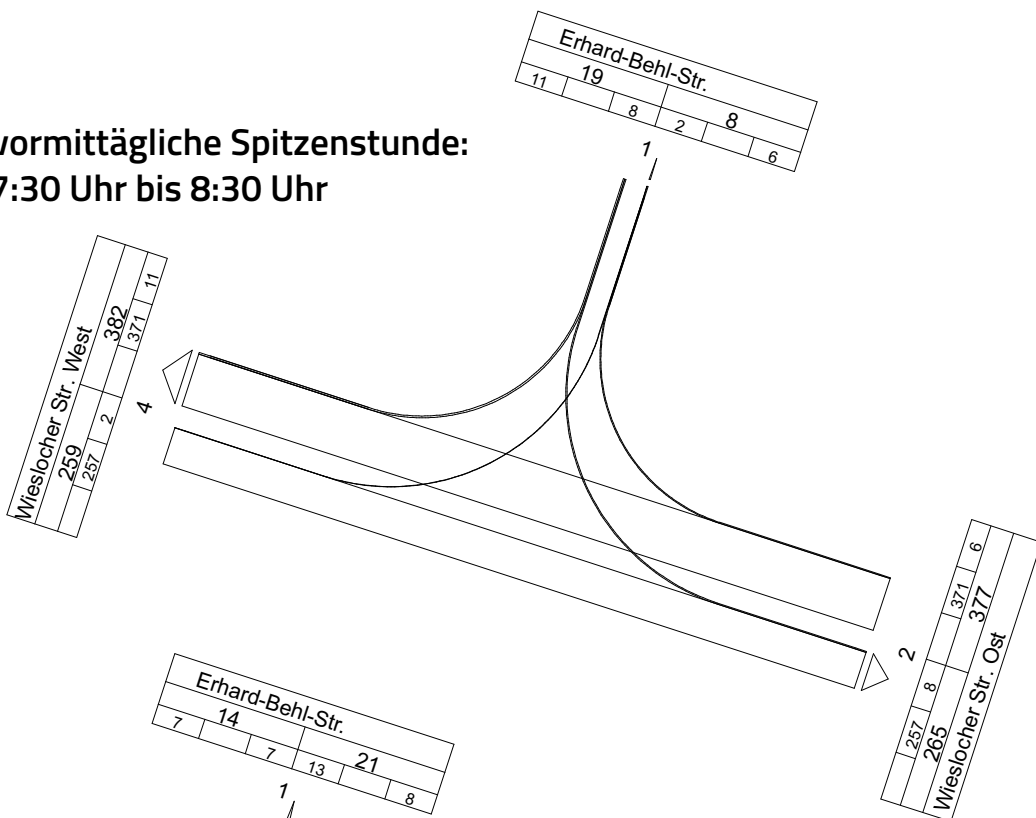 Erhard-Behl-Str.
19 8
11 8 2 6
1
vormittägliche Spitzenstunde:
7:30 Uhr bis 8:30 Uhr
Wieslocher Str. West
259 382
257 2 371 11
4
2
257 8 371 6
265 377
Wieslocher Str. Ost
Erhard-Behl-Str.
14 21
7 7 13 8
1